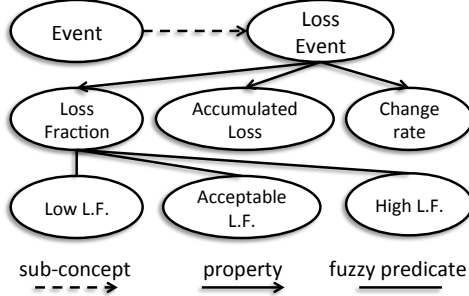 Event
Loss
Event
Loss
Fraction
Accumulated
Loss
Change
rate
Low L.F.
Acceptable
L.F.
High L.F.
sub-concept
property
fuzzy predicate